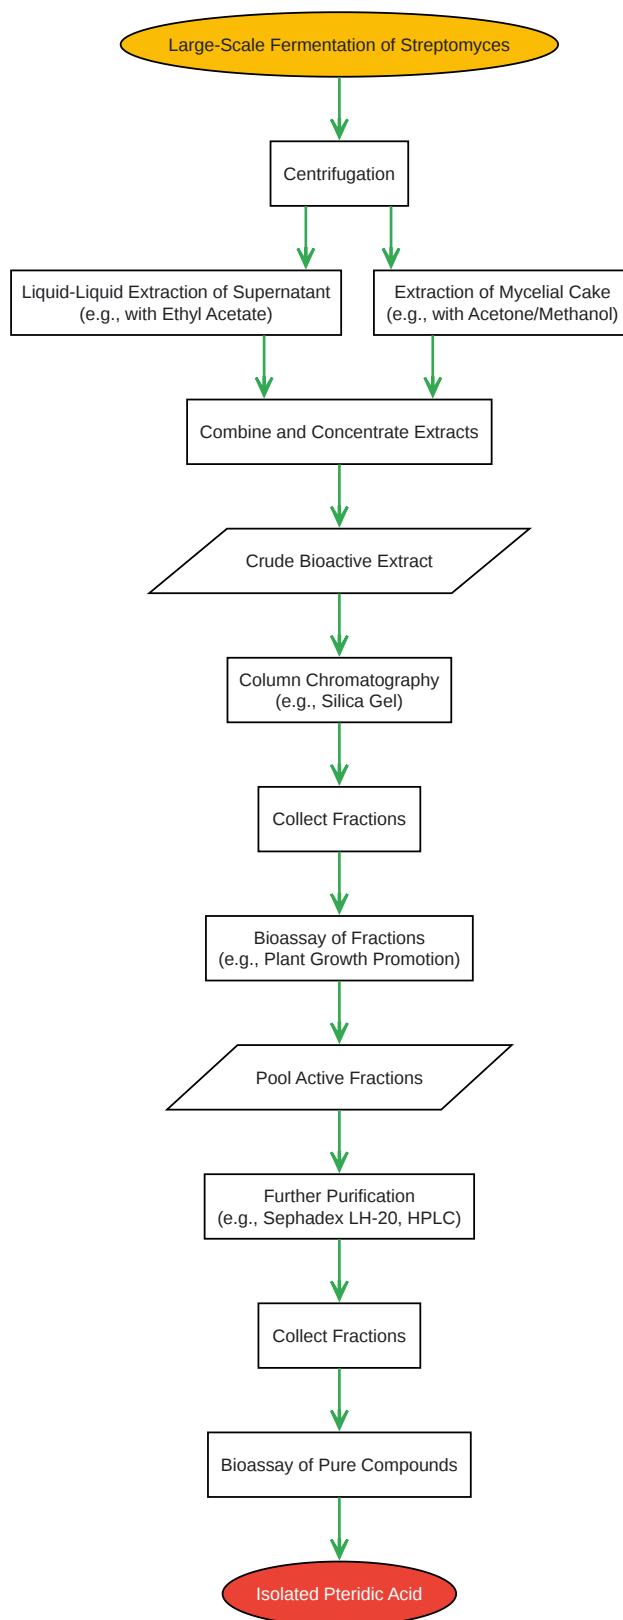 Large-Scale Fermentation of Streptomyces
Centrifugation
Liquid-Liquid Extraction of Supernatant
(e.g., with Ethyl Acetate)
Extraction of Mycelial Cake
(e.g., with Acetone/Methanol)
Combine and Concentrate Extracts
Crude Bioactive Extract
Column Chromatography
(e.g., Silica Gel)
Collect Fractions
Bioassay of Fractions
(e.g., Plant Growth Promotion)
Pool Active Fractions
Further Purification
(e.g., Sephadex LH-20, HPLC)
Collect Fractions
Bioassay of Pure Compounds
Isolated Pteridic Acid